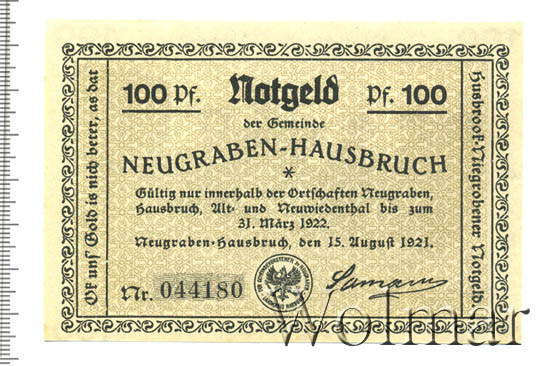 100 Pf. Notgeld Pf. 100
der Gemeinde
NEUGRABEN-HAUSBRUCH
*
Gültig nur innerhalb der Ortschaften Neugraben,
Hausbruch, Alt- und Neuwiedenthal bis zum
31. März 1922.
Neugraben-Hausbruch, den 15. August 1921.
Nr. 044180
Ok uns' Gold is nich beter, as dat
Husbrook-Niegrobener Notgeld.
Wolmar